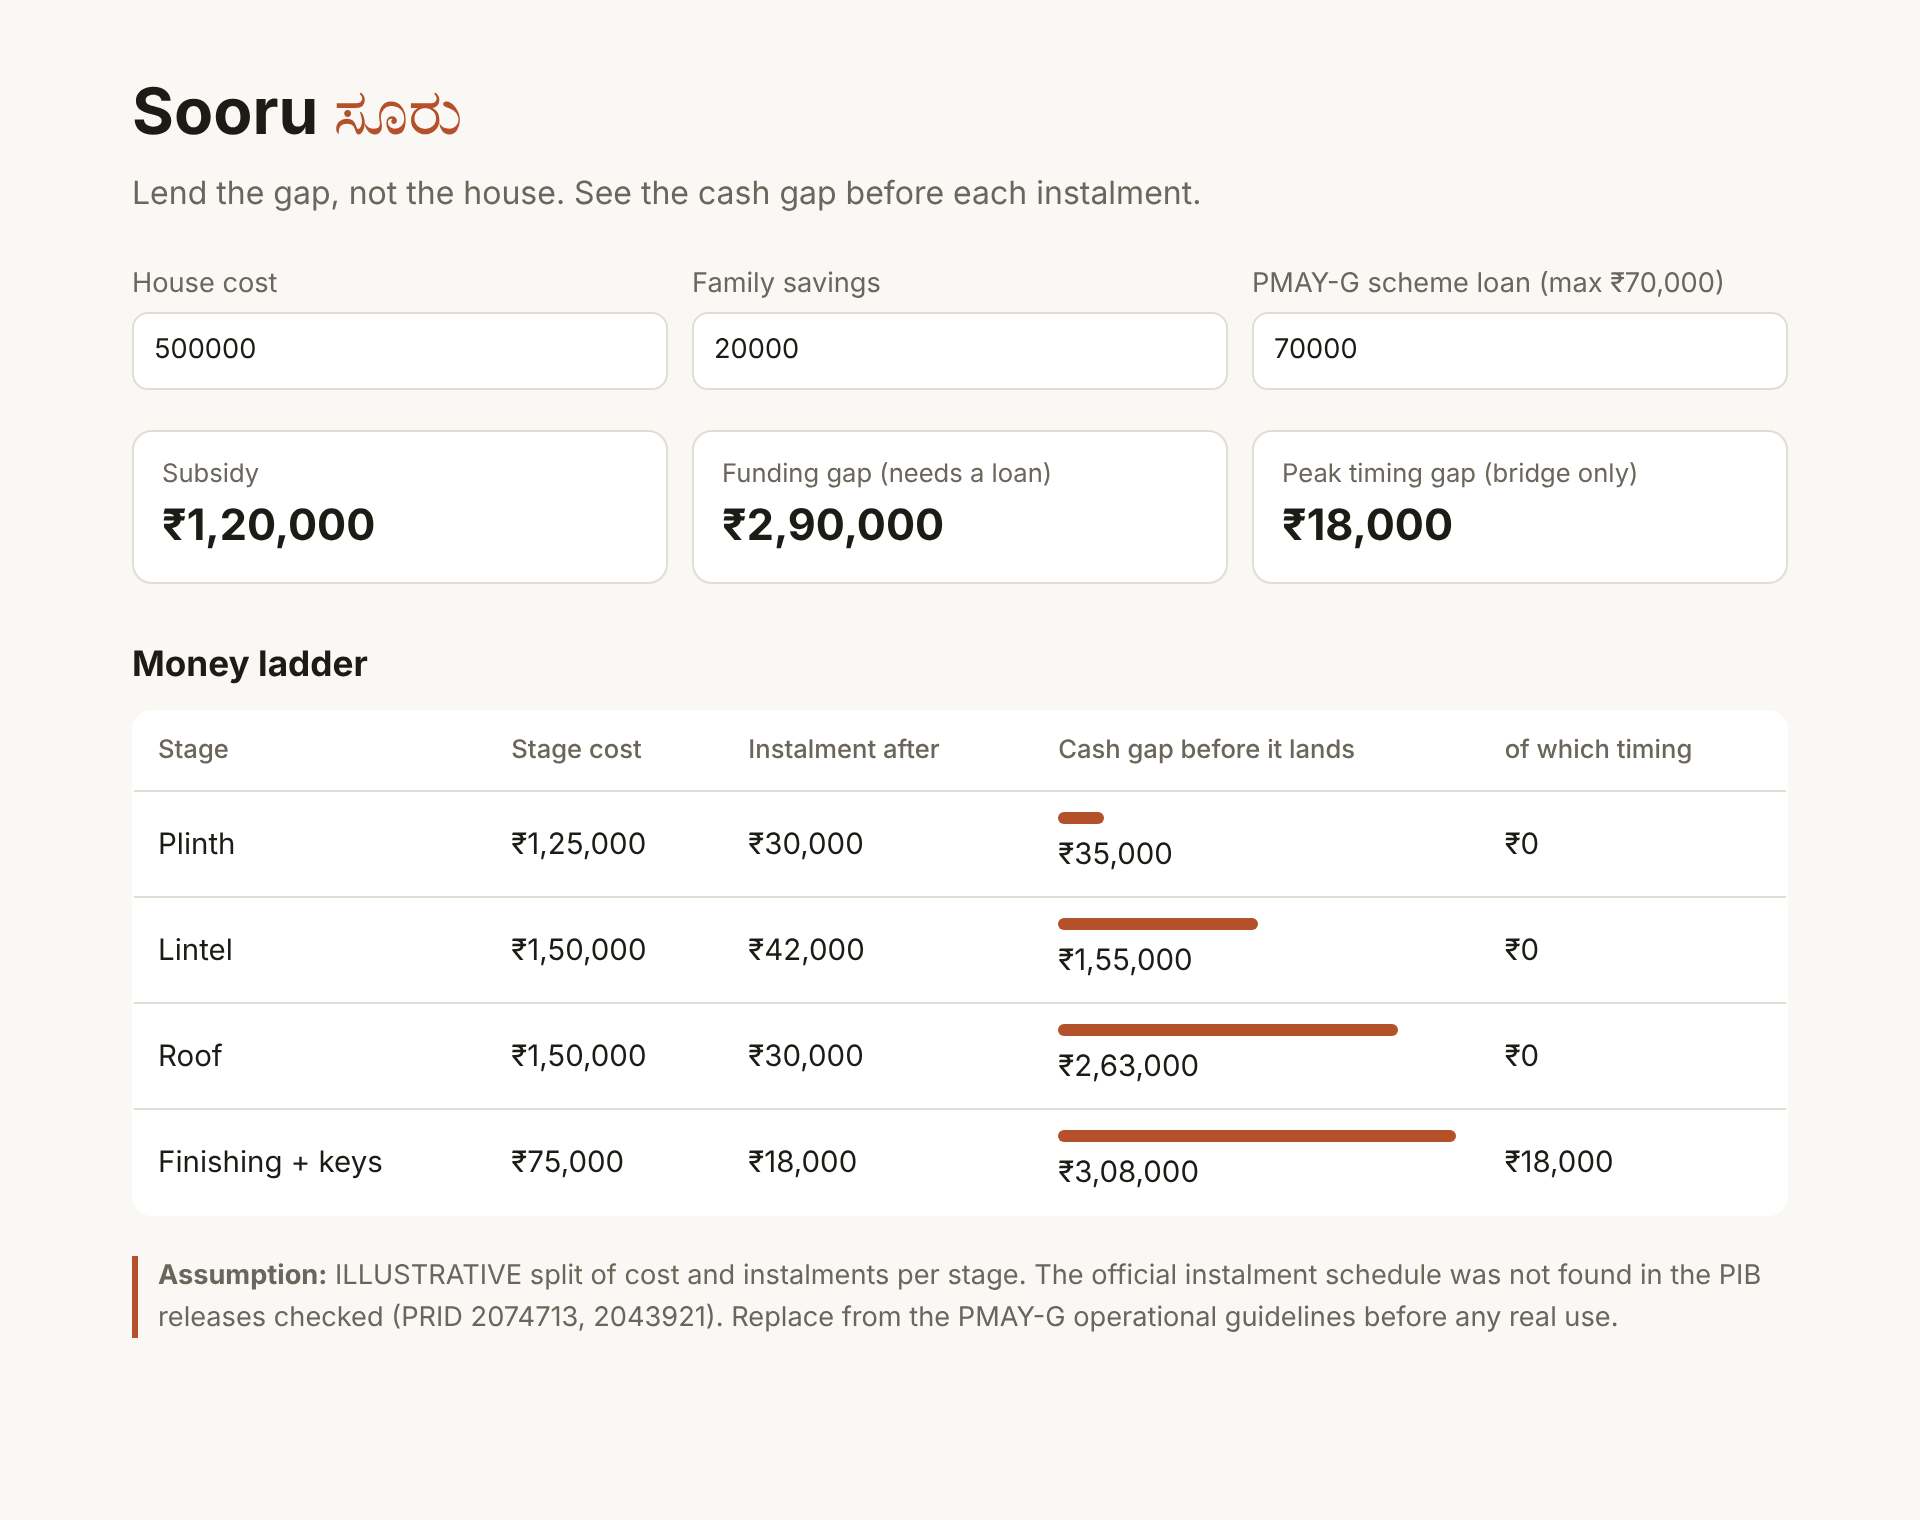 Sooru ಸೂರು
Lend the gap, not the house. See the cash gap before each instalment.
House cost
Family savings
PMAY-G scheme loan (max ₹70,000)
500000
20000
70000
Subsidy
Funding gap (needs a loan)
Peak timing gap (bridge only)
₹1,20,000
₹2,90,000
₹18,000
Money ladder
Stage Stage cost Instalment after Cash gap before it lands of which timing
Plinth ₹1,25,000 ₹30,000 ₹35,000 ₹0
Lintel ₹1,50,000 ₹42,000 ₹1,55,000 ₹0
Roof ₹1,50,000 ₹30,000 ₹2,63,000 ₹0
Finishing + keys ₹75,000 ₹18,000 ₹3,08,000 ₹18,000
Assumption: ILLUSTRATIVE split of cost and instalments per stage. The official instalment schedule was not found in the PIB
releases checked (PRID 2074713, 2043921). Replace from the PMAY-G operational guidelines before any real use.